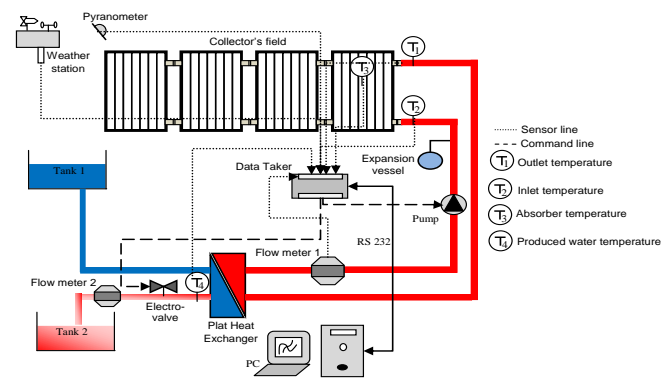 Pyranometer
Weather
station
Collector's field
T1
T3
T2
Sensor line
Command line
T1 Outlet temperature
T2 Inlet temperature
T3 Absorber temperature
T4 Produced water temperature
Tank 1
Data Taker
Expansion
vessel
Pump
RS 232
Flow meter 1
Flow meter 2
T4
Electro-
valve
Plat Heat
Exchanger
Tank 2
PC